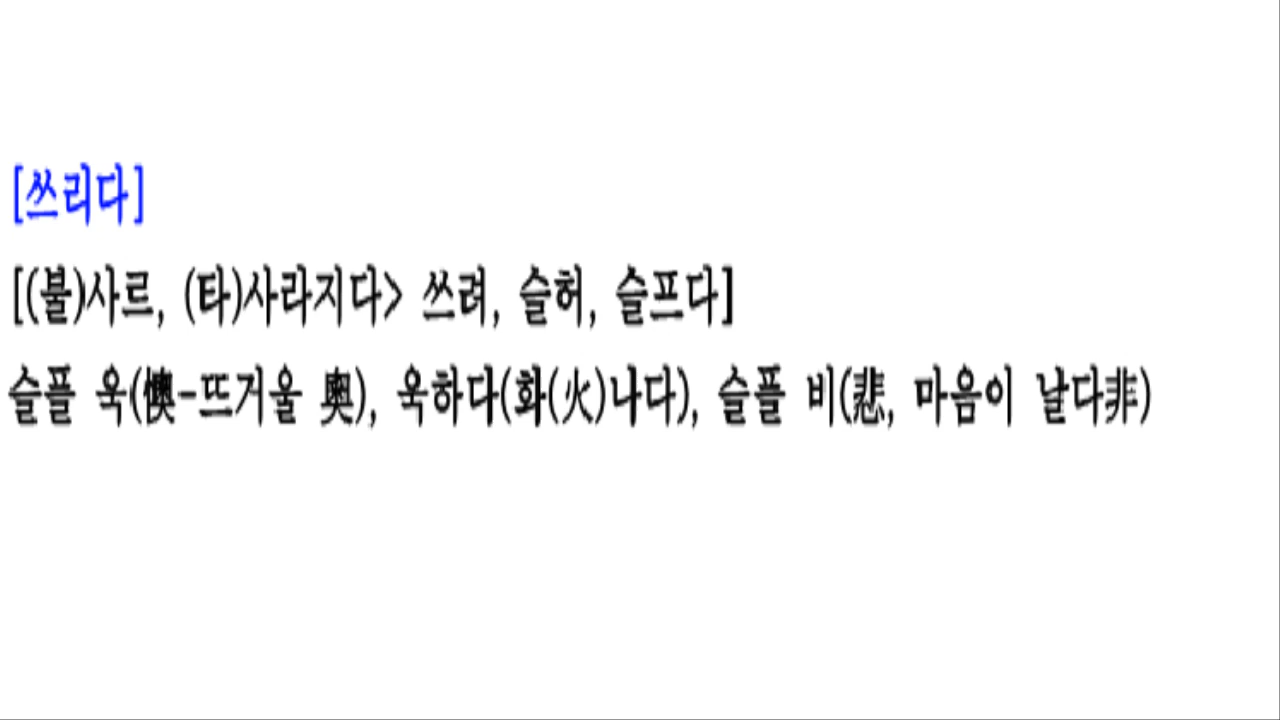 [쓰리다]
[(불)사르, (타)사라지다> 쓰려, 슬허, 슬프다]
슬플 욱(懊-뜨거울 奧), 욱하다(화(火)나다), 슬플 비(悲, 마음이 날다非)